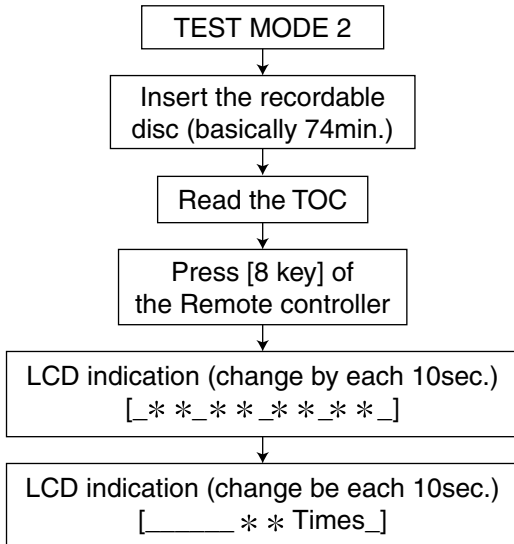 TEST MODE 2
Insert the recordable
disc (basically 74min.)
Read the TOC
Press [8 key] of
the Remote controller
LCD indication (change by each 10sec.)
[_＊＊_＊＊_＊＊_＊＊_]
LCD indication (change be each 10sec.)
[______＊＊Times_]